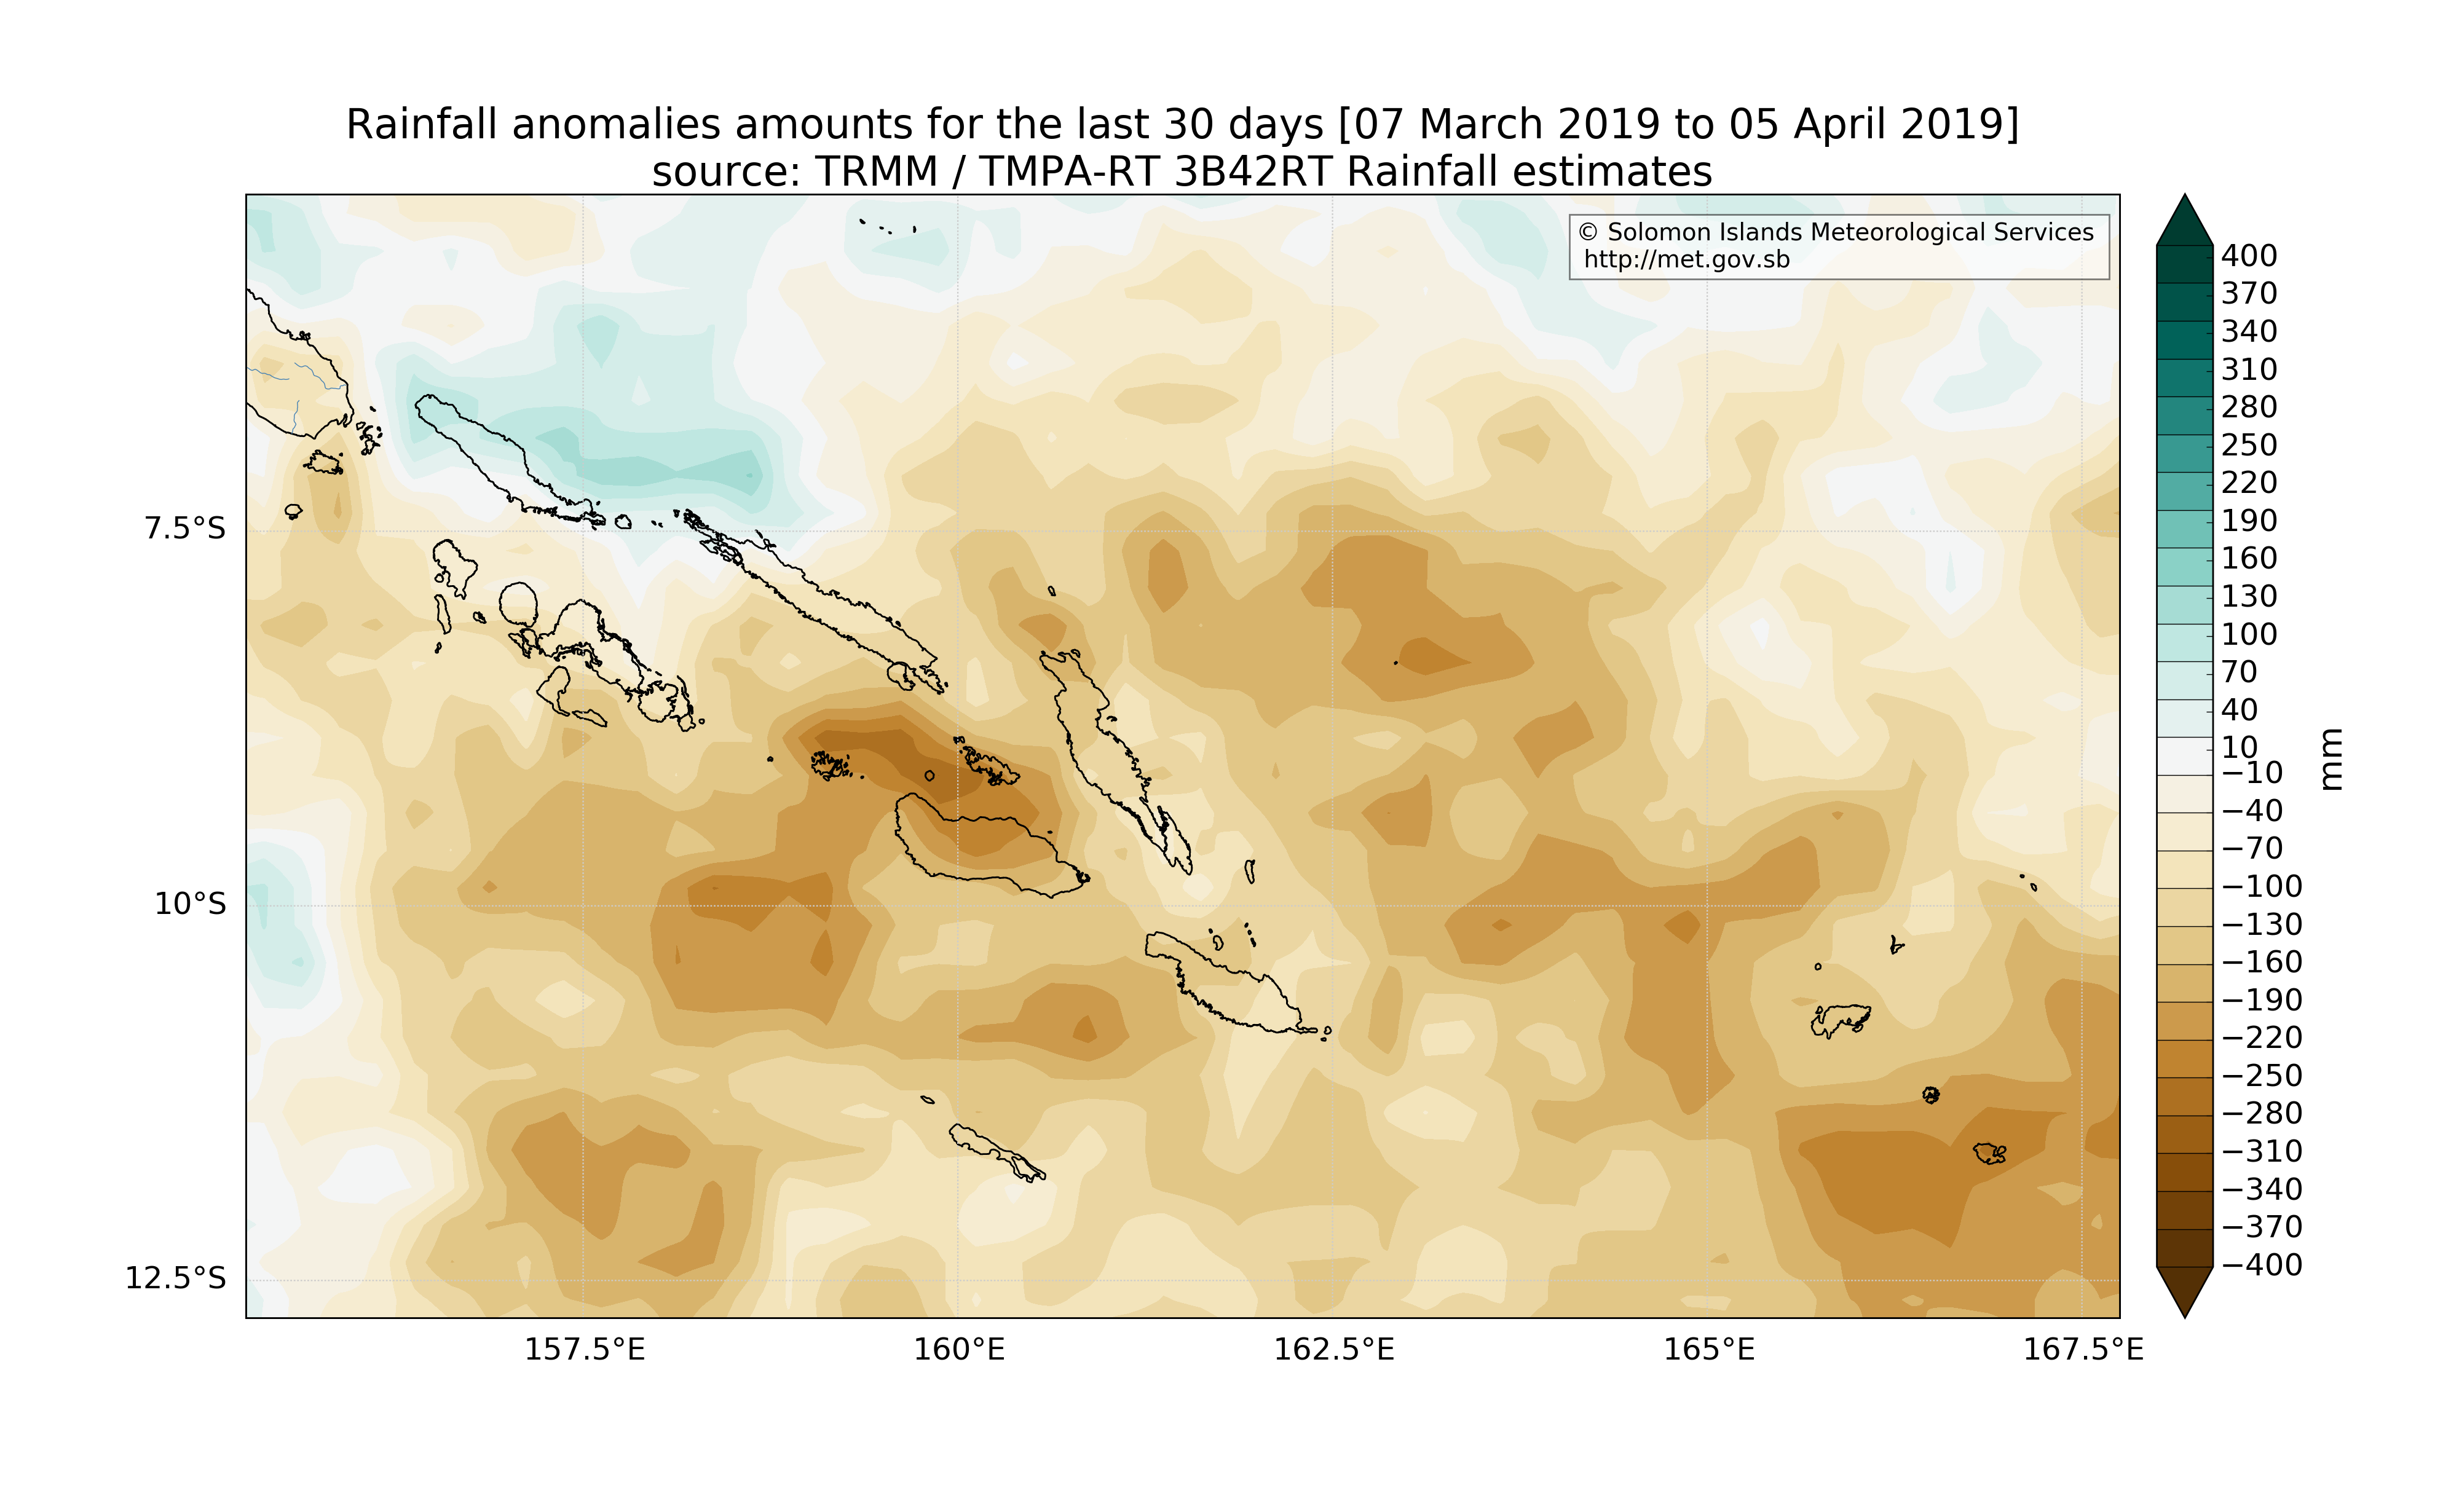 Rainfall anomalies amounts for the last 30 days [07 March 2019 to 05 April 2019]
source: TRMM / TMPA-RT 3B42RT Rainfall estimates
© Solomon Islands Meteorological Services
http://met.gov.sb
7.5°S
10°S
12.5°S
157.5°E
160°E
162.5°E
165°E
167.5°E
400
370
340
310
280
250
220
190
160
130
100
70
40
10
−10
−40
−70
−100
−130
−160
−190
−220
−250
−280
−310
−340
−370
−400
mm